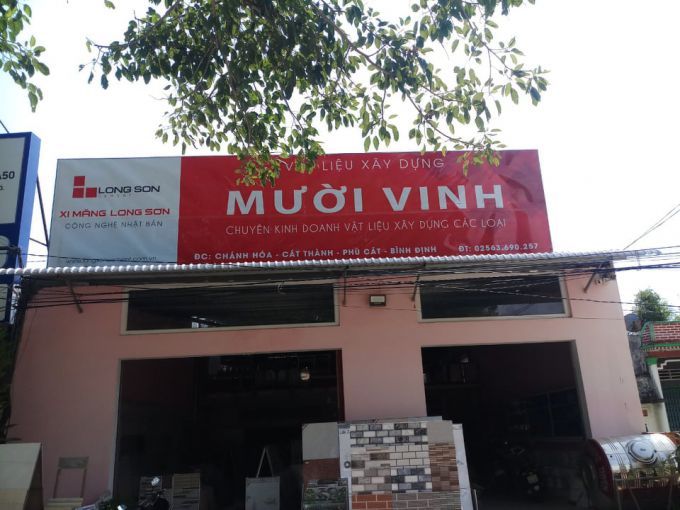 LONG SON
CEMENT
XI MĂNG LONG SƠN
CÔNG NGHỆ NHẬT BẢN
VẬT LIỆU XÂY DỰNG
MƯỜI VINH
CHUYÊN KINH DOANH VẬT LIỆU XÂY DỰNG CÁC LOẠI
ĐC: CHÁNH HÓA - CÁT THÀNH - PHÙ CÁT - BÌNH ĐỊNH
ĐT: 02563.690.257